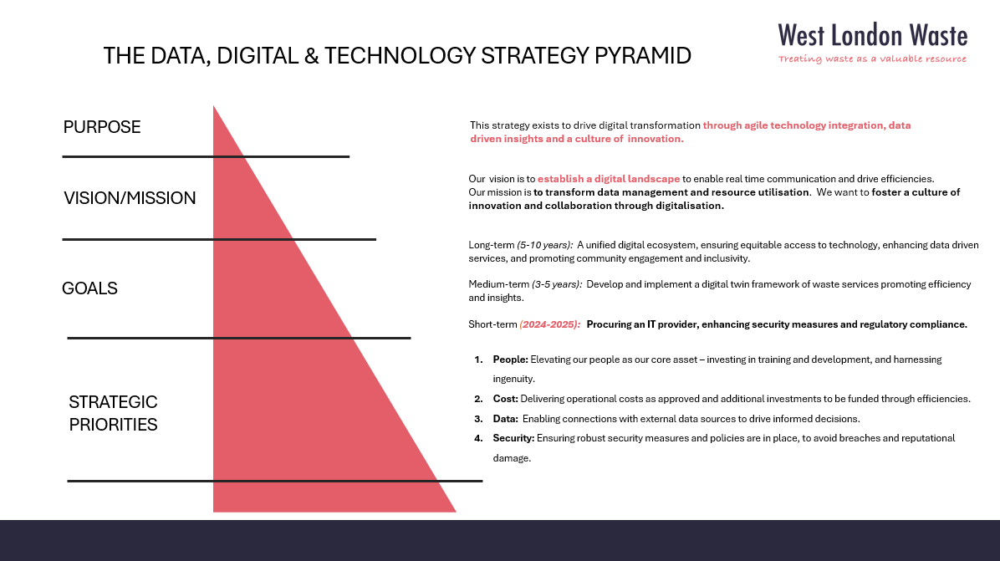 THE DATA, DIGITAL & TECHNOLOGY STRATEGY PYRAMID
West London Waste
Treating waste as a valuable resource
PURPOSE
This strategy exists to drive digital transformation through agile technology integration, data
driven insights and a culture of innovation.
VISION/MISSION
Our vision is to establish a digital landscape to enable real time communication and drive efficiencies.
Our mission is to transform data management and resource utilisation. We want to foster a culture of
innovation and collaboration through digitalisation.
GOALS
Long-term (5-10 years): A unified digital ecosystem, ensuring equitable access to technology, enhancing data driven
services, and promoting community engagement and inclusivity.
Medium-term (3-5 years): Develop and implement a digital twin framework of waste services promoting efficiency
and insights.
Short-term (2024-2025): Procuring an IT provider, enhancing security measures and regulatory compliance.
STRATEGIC
PRIORITIES
1. People: Elevating our people as our core asset – investing in training and development, and harnessing
ingenuity.
2. Cost: Delivering operational costs as approved and additional investments to be funded through efficiencies.
3. Data: Enabling connections with external data sources to drive informed decisions.
4. Security: Ensuring robust security measures and policies are in place, to avoid breaches and reputational
damage.